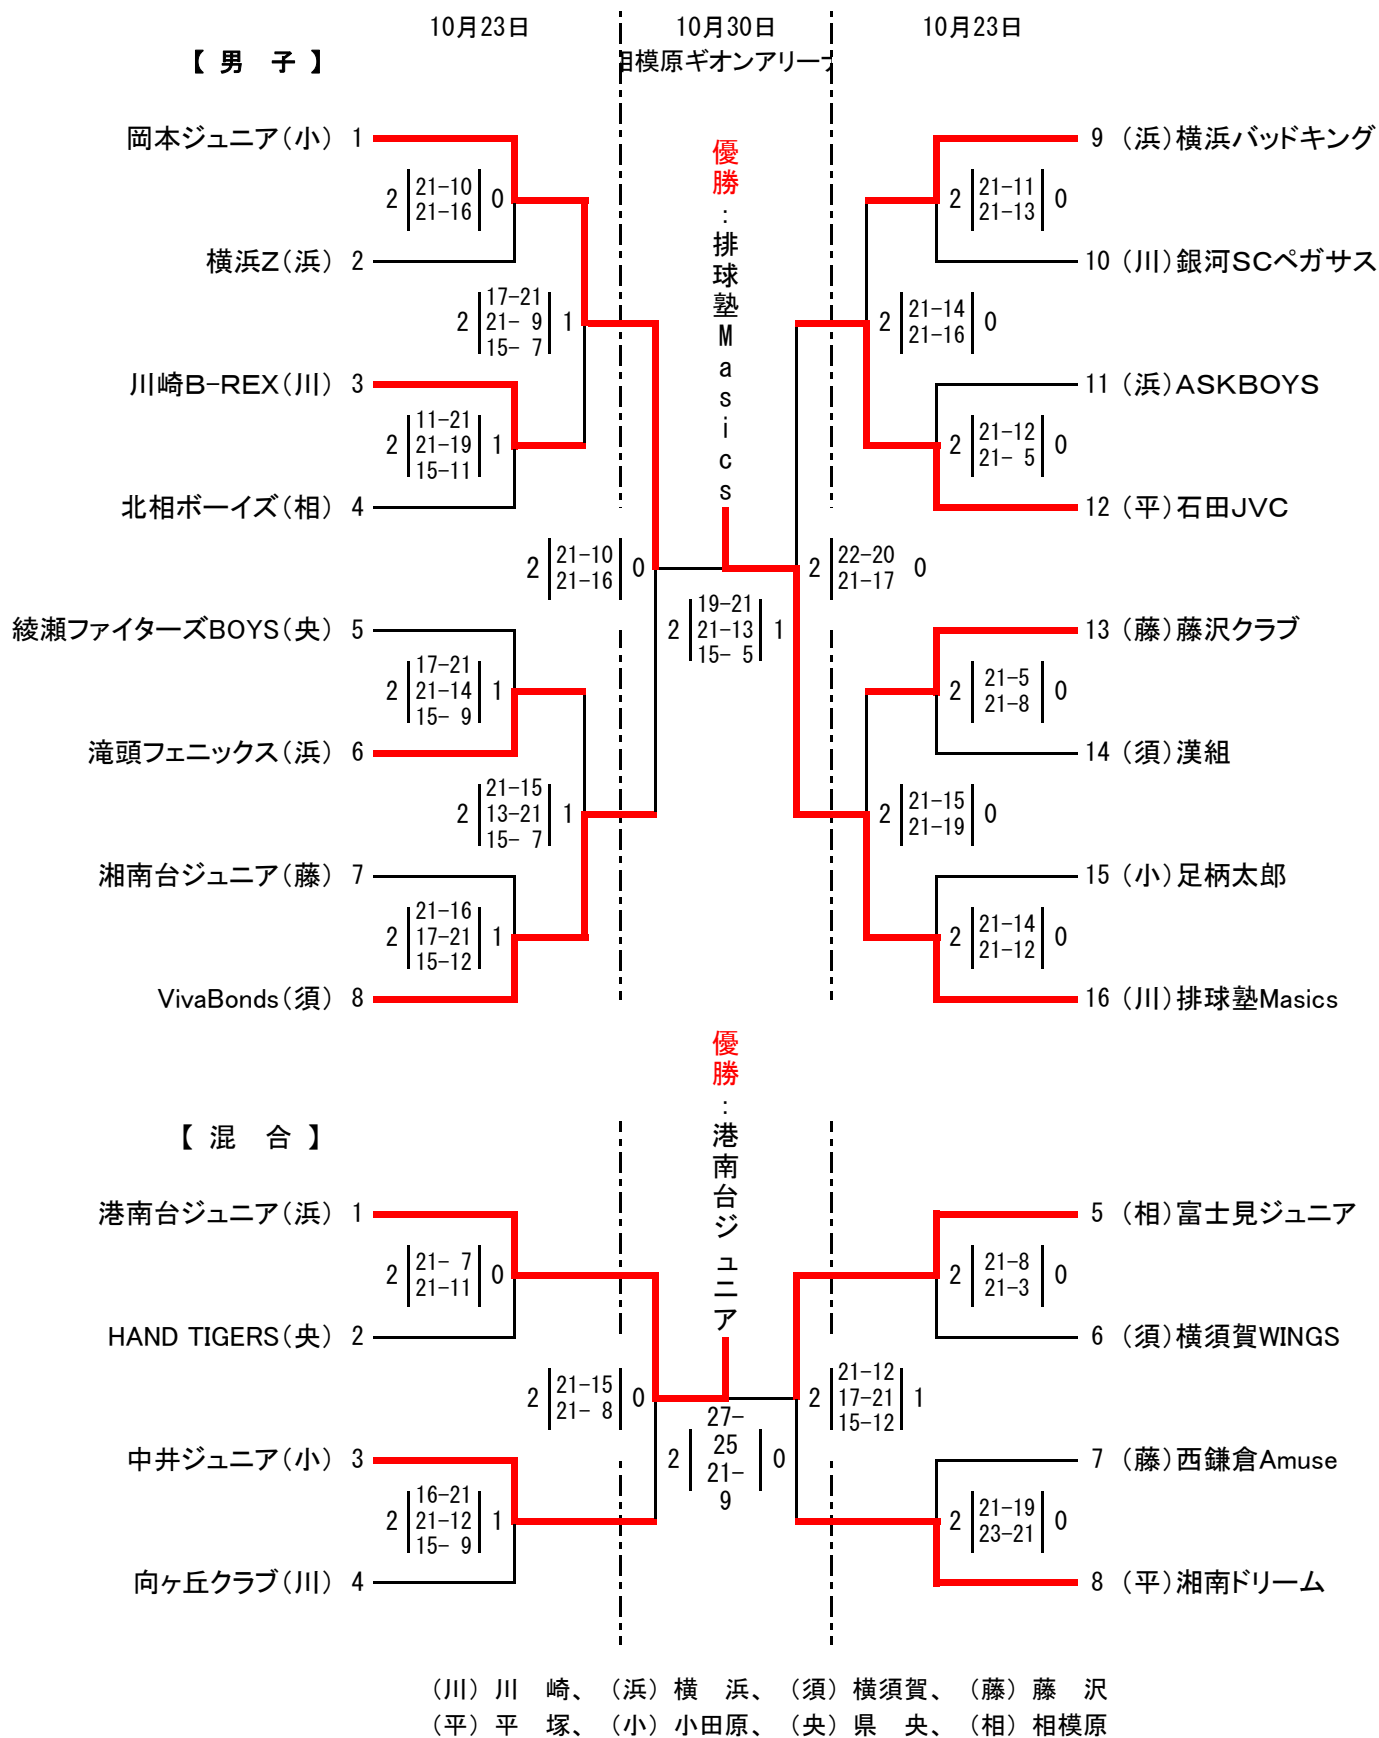 10月23日
10月30日
10月23日
【 男 子 】
相模原ギオンアリーナ
岡本ジュニア（小） 1
2 21-10 0
21-16
横浜Z（浜） 2
2 17-21 1
21- 9
15- 7
川崎B-REX（川） 3
2 11-21 1
21-19
15-11
北相ボーイズ（相） 4
2 21-10 0
21-16
綾瀬ファイターズBOYS（央） 5
2 17-21 1
21-14
15- 9
滝頭フェニックス（浜） 6
2 21-15 1
13-21
15- 7
湘南台ジュニア（藤） 7
2 21-16 1
17-21
15-12
VivaBonds（須） 8
優勝：排球塾Masics
2 19-21 1
21-13
15- 5
9 （浜）横浜バッドキング
2 21-11 0
21-13
10 （川）銀河SCペガサス
2 21-14 0
21-16
11 （浜）ASKBOYS
2 21-12 0
21- 5
12 （平）石田JVC
2 22-20 0
21-17
13 （藤）藤沢クラブ
2 21-5 0
21-8
14 （須）漢組
2 21-15 0
21-19
15 （小）足柄太郎
2 21-14 0
21-12
16 （川）排球塾Masics
【 混 合 】
港南台ジュニア（浜） 1
2 21- 7 0
21-11
HAND TIGERS（央） 2
2 21-15 0
21- 8
中井ジュニア（小） 3
2 16-21 1
21-12
15- 9
向ヶ丘クラブ（川） 4
優勝：港南台ジュニア
27-
2 25 0
21-
9
5 （相）富士見ジュニア
2 21-8 0
21-3
6 （須）横須賀WINGS
2 21-12 1
17-21
15-12
7 （藤）西鎌倉Amuse
2 21-19 0
23-21
8 （平）湘南ドリーム
（川）川 崎、（浜）横 浜、（須）横須賀、（藤）藤 沢
（平）平 塚、（小）小田原、（央）県 央、（相）相模原